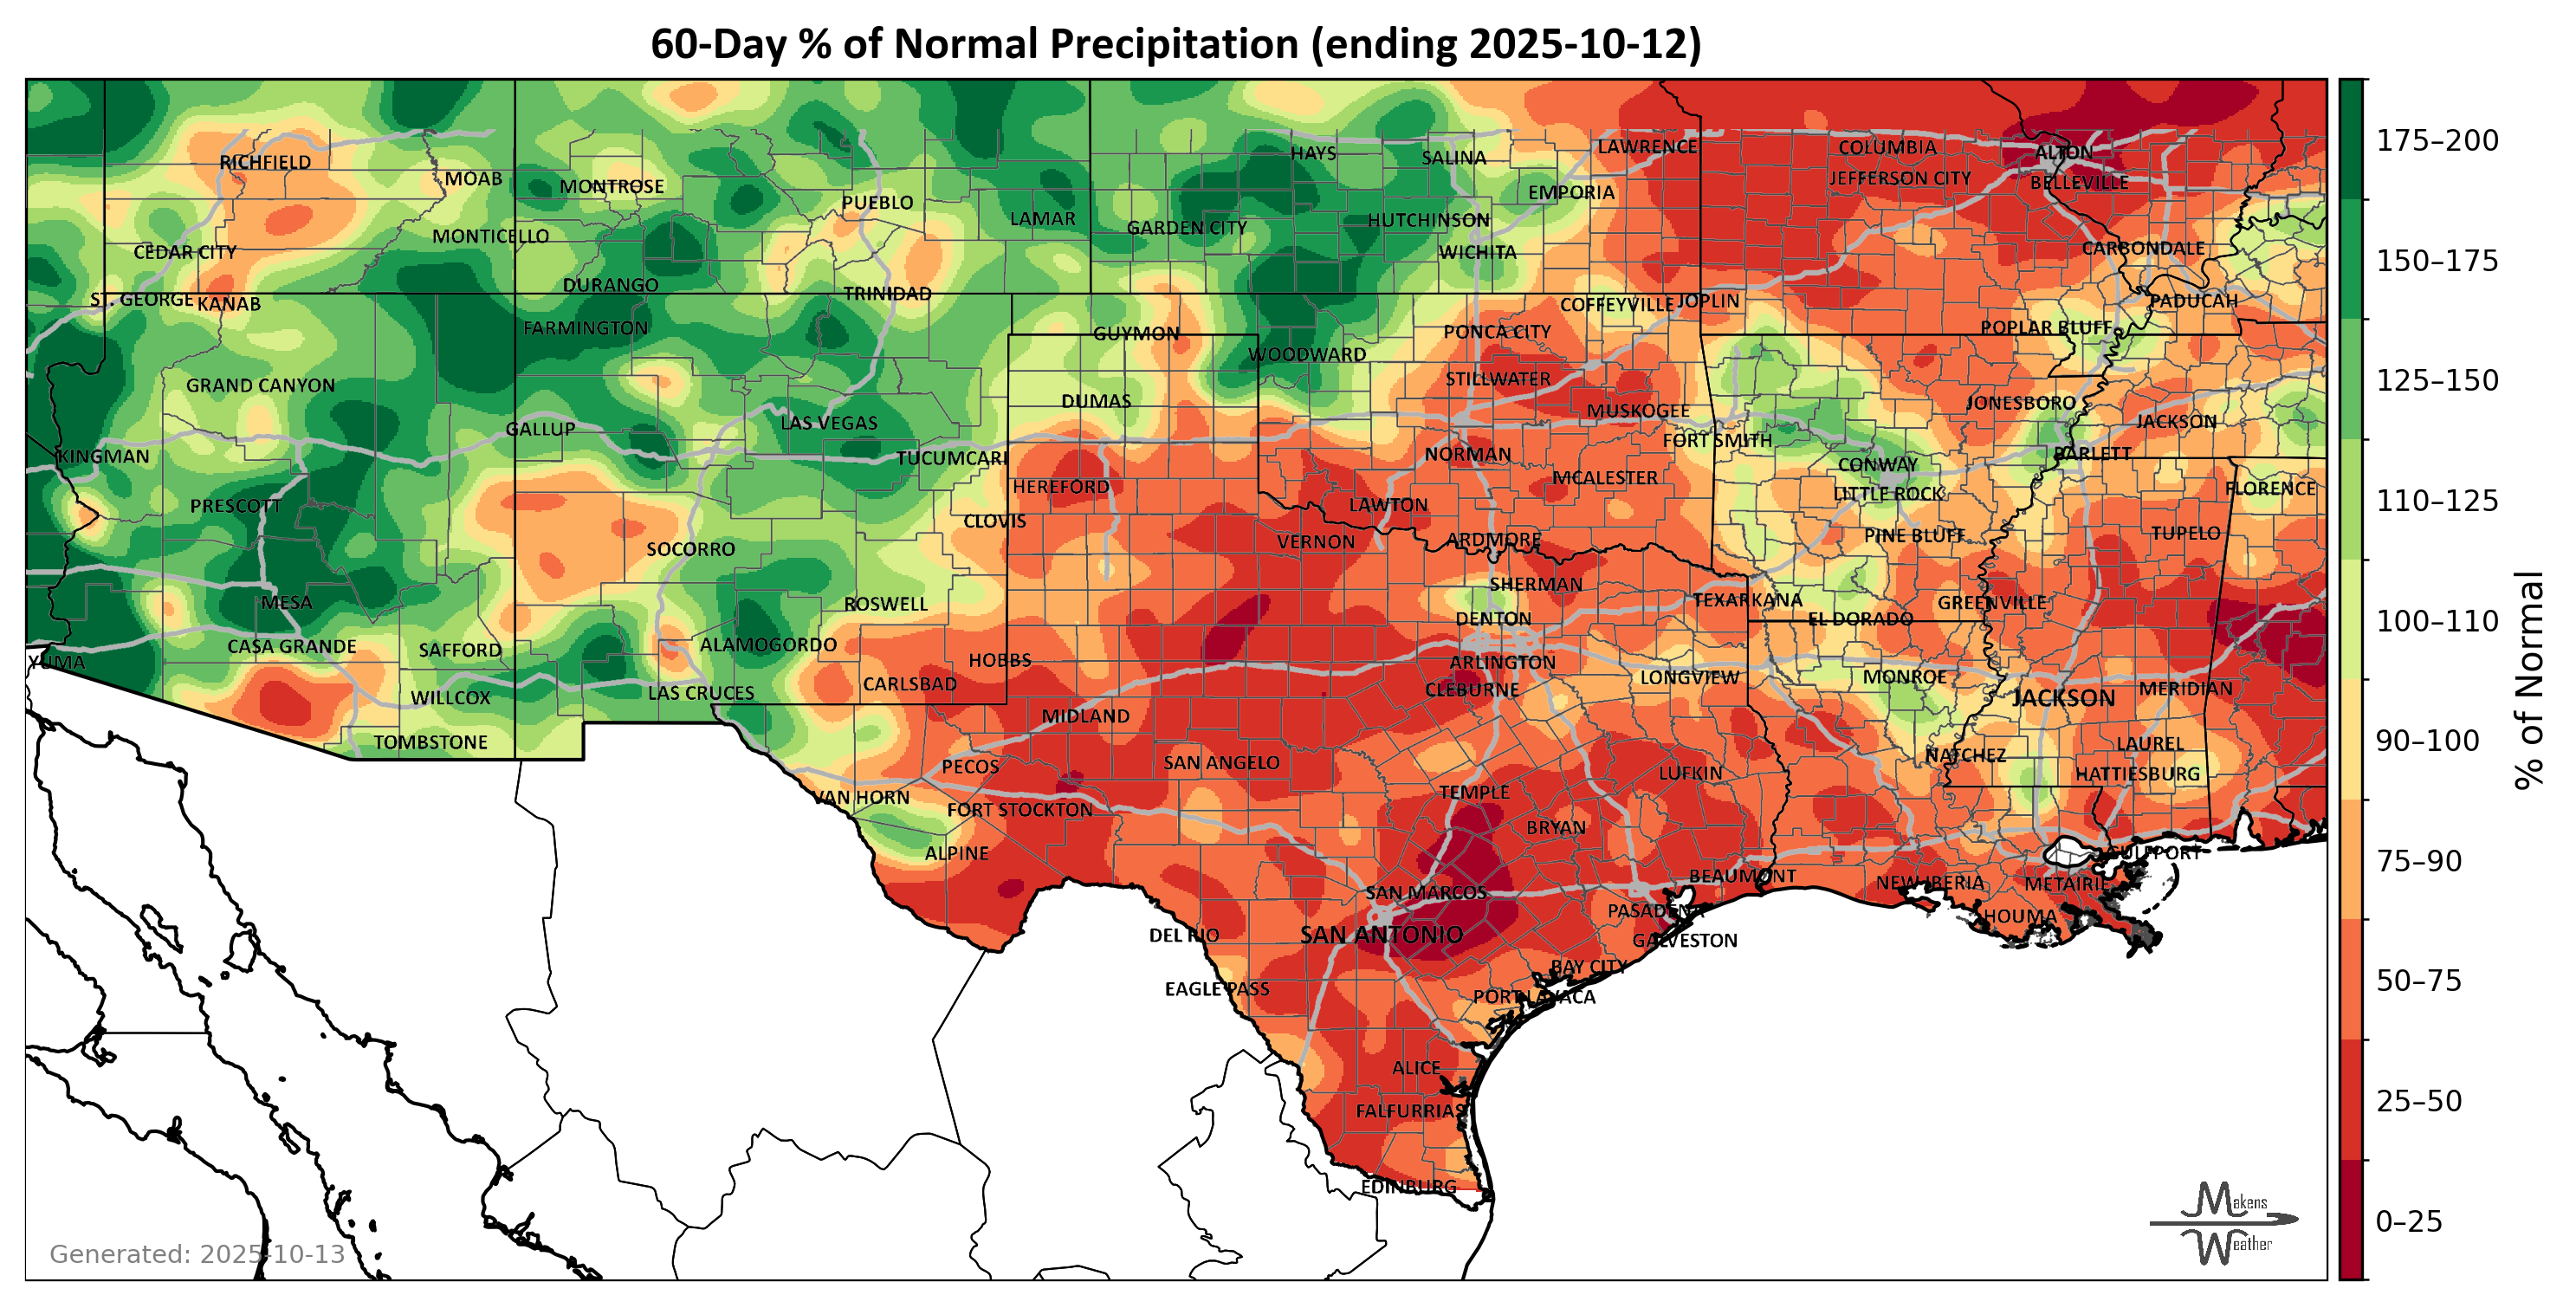 60-Day % of Normal Precipitation (ending 2025-10-12)
HAYS
SALINA
LAWRENCE
COLUMBIA
ALTON
RICHFIELD
MOAB
MONTROSE
JEFFERSON CITY
BELLEVILLE
PUEBLO
LAMAR
GARDEN CITY
HUTCHINSON
EMPORIA
MONTICELLO
CEDAR CITY
WICHITA
CARBONDALE
DURANGO
TRINIDAD
ST. GEORGE
KANAB
COFFEYVILLE
JOPLIN
PADUCAH
FARMINGTON
GUYMON
PONCA CITY
POPLAR BLUFF
WOODWARD
GRAND CANYON
STILLWATER
DUMAS
MUSKOGEE
JONESBORO
JACKSON
LAS VEGAS
GALLUP
FORT SMITH
KINGMAN
TUCUMCARI
NORMAN
BARLETT
CONWAY
HEREFORD
MCALESTER
LITTLE ROCK
FLORENCE
PRESCOTT
LAWTON
CLOVIS
VERNON
ARDMORE
PINE BLUFF
TUPELO
SOCORRO
SHERMAN
MESA
ROSWELL
DENTON
TEXARKANA
EL DORADO
GREENVILLE
CASA GRANDE
SAFFORD
ALAMOGORDO
YUMA
HOBBS
ARLINGTON
CARLSBAD
CLEBURNE
LONGVIEW
MONROE
MERIDIAN
WILLCOX
LAS CRUCES
JACKSON
MIDLAND
TOMBSTONE
LAUREL
NATCHEZ
PECOS
SAN ANGELO
LUFKIN
HATTIESBURG
VAN HORN
FORT STOCKTON
TEMPLE
BRYAN
ALPINE
GULFPORT
SAN MARCOS
BEAUMONT
NEW IBERIA
METAIRIE
PASADENA
HOUMA
DEL RIO
SAN ANTONIO
GALVESTON
BAY CITY
EAGLE PASS
PORT LAVACA
ALICE
FALFURRIAS
EDINBURG
175–200
150–175
125–150
110–125
100–110
90–100
75–90
50–75
25–50
0–25
% of Normal
Generated: 2025-10-13
Makens
Weather